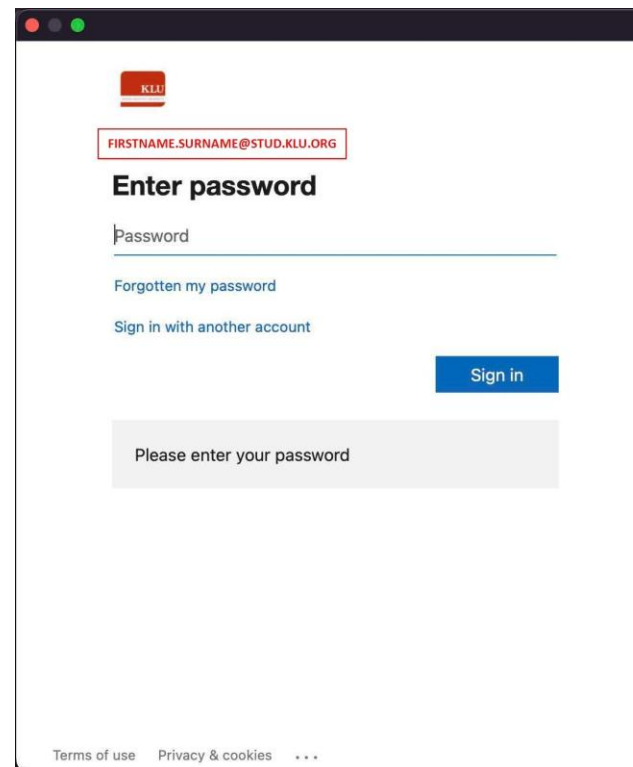 KLU
FIRSTNAME.SURNAME@STUD.KLU.ORG
Enter password
Password
Forgotten my password
Sign in with another account
Sign in
Please enter your password
Terms of use Privacy & cookies ...